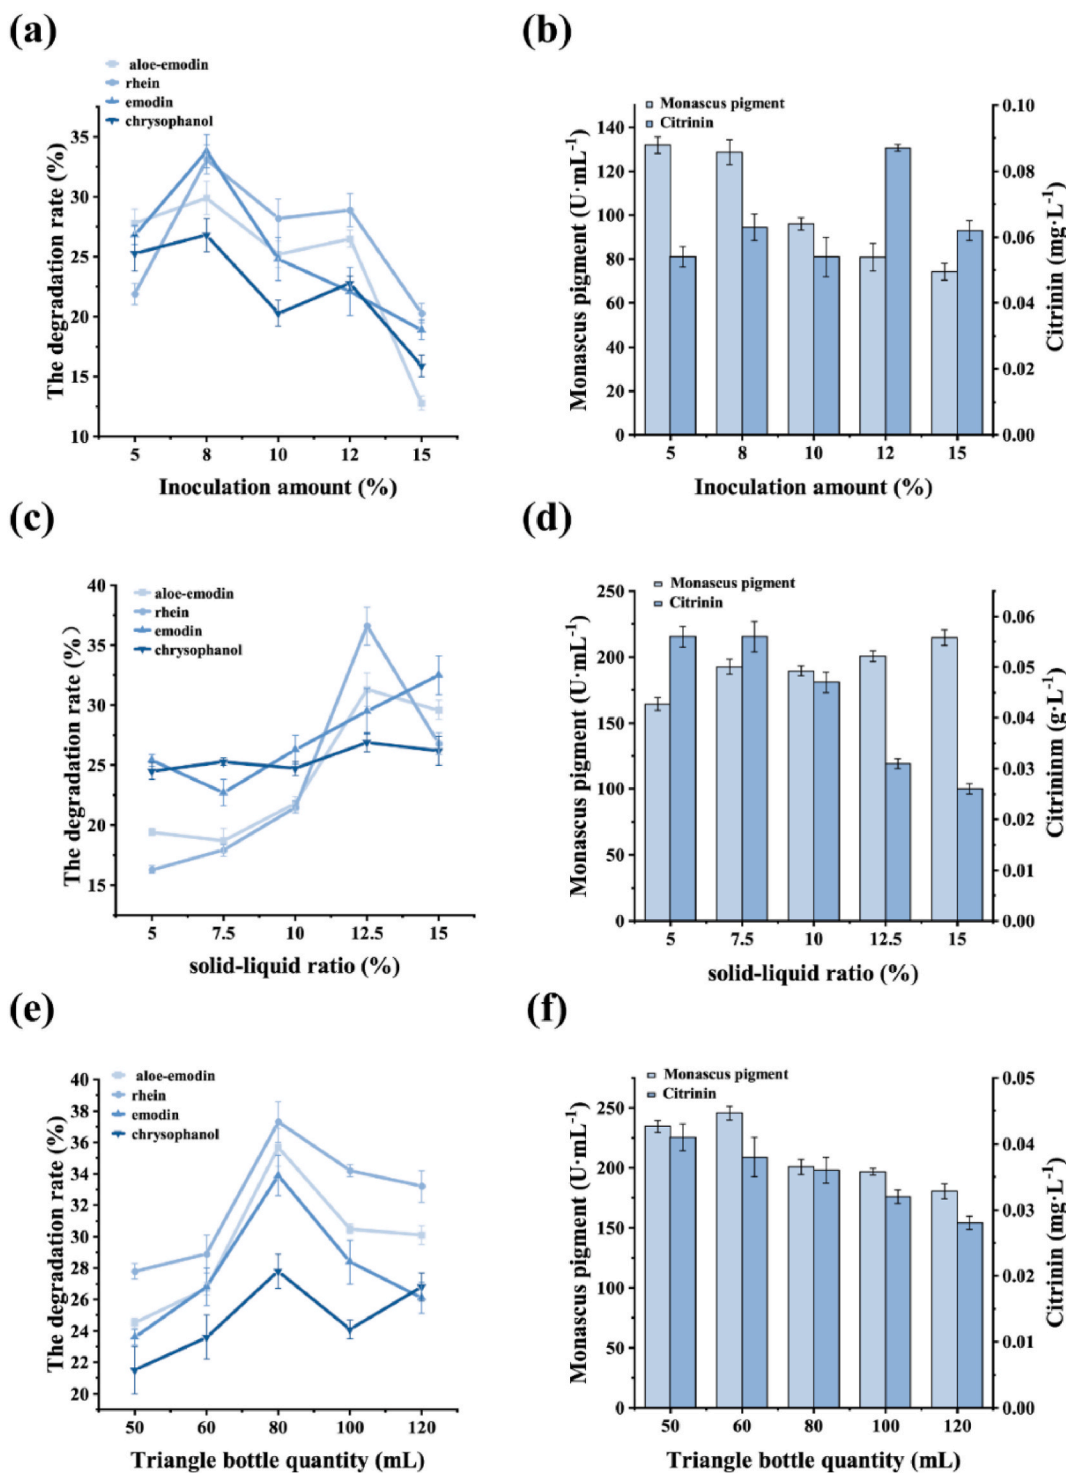 (a)
aloe-emodin
rhein
emodin
chrysophanol
The degradation rate (%)
35
30
25
20
15
10
5 8 10 12 15
Inoculation amount (%)
(b)
Monascus pigment
Citrinin
Monascus pigment (U·mL⁻¹)
140
120
100
80
60
40
20
0
5 8 10 12 15
Inoculation amount (%)
0.10
0.08
0.06
0.04
0.02
0.00
Citrinin (mg·L⁻¹)
(c)
aloe-emodin
rhein
emodin
chrysophanol
The degradation rate (%)
40
35
30
25
20
15
5 7.5 10 12.5 15
solid-liquid ratio (%)
(d)
Monascus pigment
Citrinin
Monascus pigment (U·mL⁻¹)
250
200
150
100
50
0
5 7.5 10 12.5 15
solid-liquid ratio (%)
0.06
0.05
0.04
0.03
0.02
0.01
0.00
Citrininm (g·L⁻¹)
(e)
aloe-emodin
rhein
emodin
chrysophanol
The degradation rate (%)
40
38
36
34
32
30
28
26
24
22
20
50 60 80 100 120
Triangle bottle quantity (mL)
(f)
Monascus pigment
Citrinin
Monascus pigment (U·mL⁻¹)
250
200
150
100
50
0
50 60 80 100 120
Triangle bottle quantity (mL)
0.05
0.04
0.03
0.02
0.01
0.00
Citrinin (mg·L⁻¹)